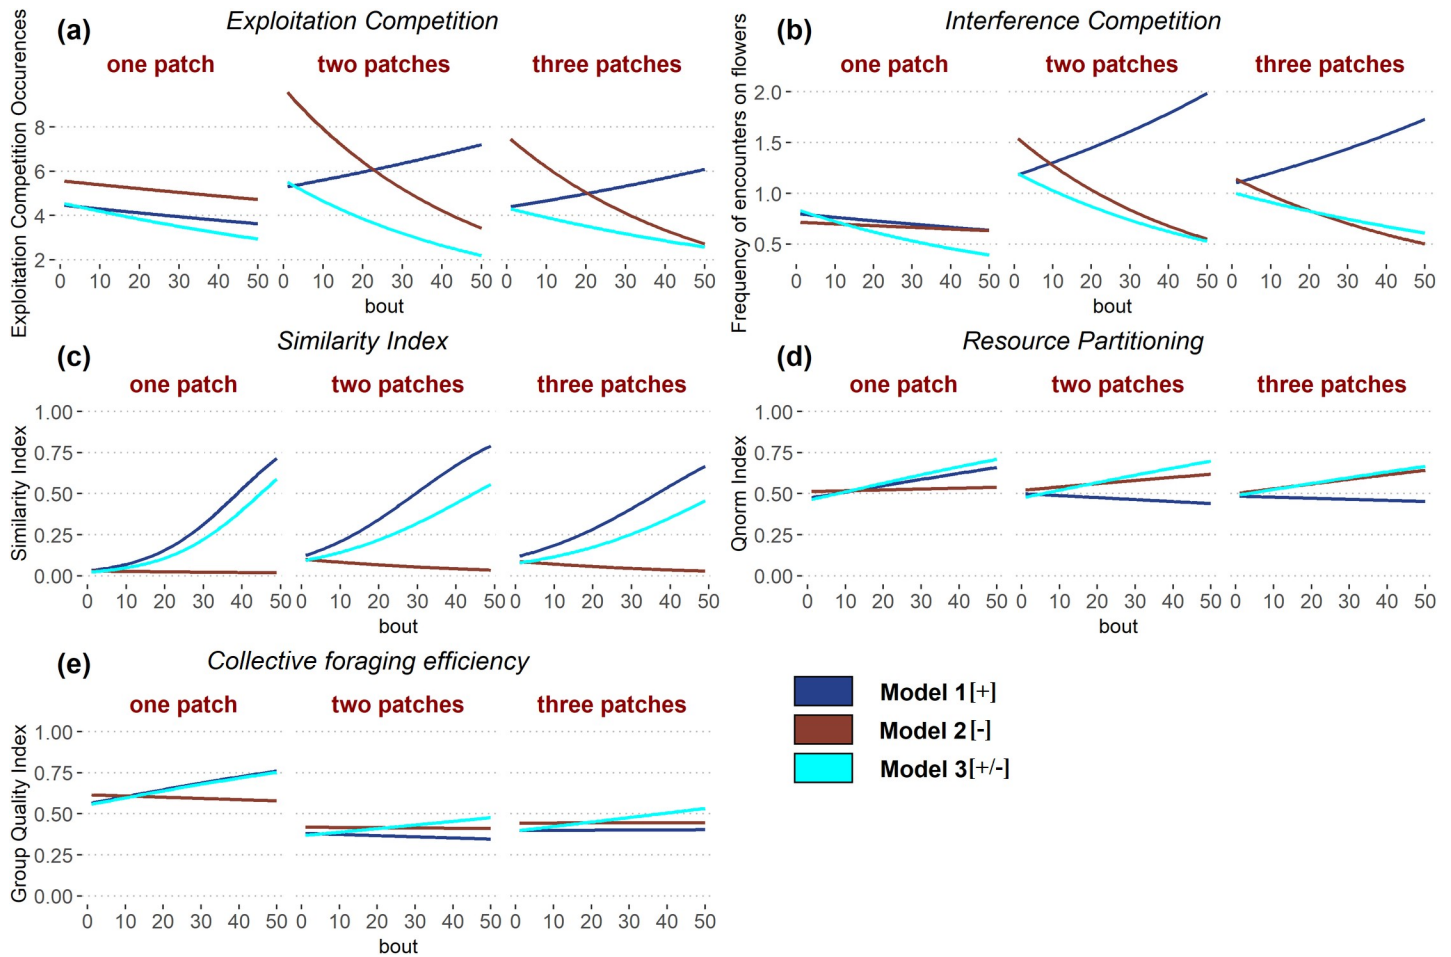 (a) Exploitation Competition
one patch two patches three patches
Exploitation Competition Occurences
8
6
4
2
0 10 20 30 40 50 0 10 20 30 40 50 0 10 20 30 40 50
bout
(b) Interference Competition
one patch two patches three patches
Frequency of encounters on flowers
2.0
1.5
1.0
0.5
0 10 20 30 40 50 0 10 20 30 40 50 0 10 20 30 40 50
bout
(c) Similarity Index
one patch two patches three patches
Similarity Index
1.00
0.75
0.50
0.25
0.00
0 10 20 30 40 50 0 10 20 30 40 50 0 10 20 30 40 50
bout
(d) Resource Partitioning
one patch two patches three patches
Qnorm Index
1.00
0.75
0.50
0.25
0.00
0 10 20 30 40 50 0 10 20 30 40 50 0 10 20 30 40 50
bout
(e) Collective foraging efficiency
one patch two patches three patches
Group Quality Index
1.00
0.75
0.50
0.25
0.00
0 10 20 30 40 50 0 10 20 30 40 50 0 10 20 30 40 50
bout
Model 1[+]
Model 2[-]
Model 3[+/-]